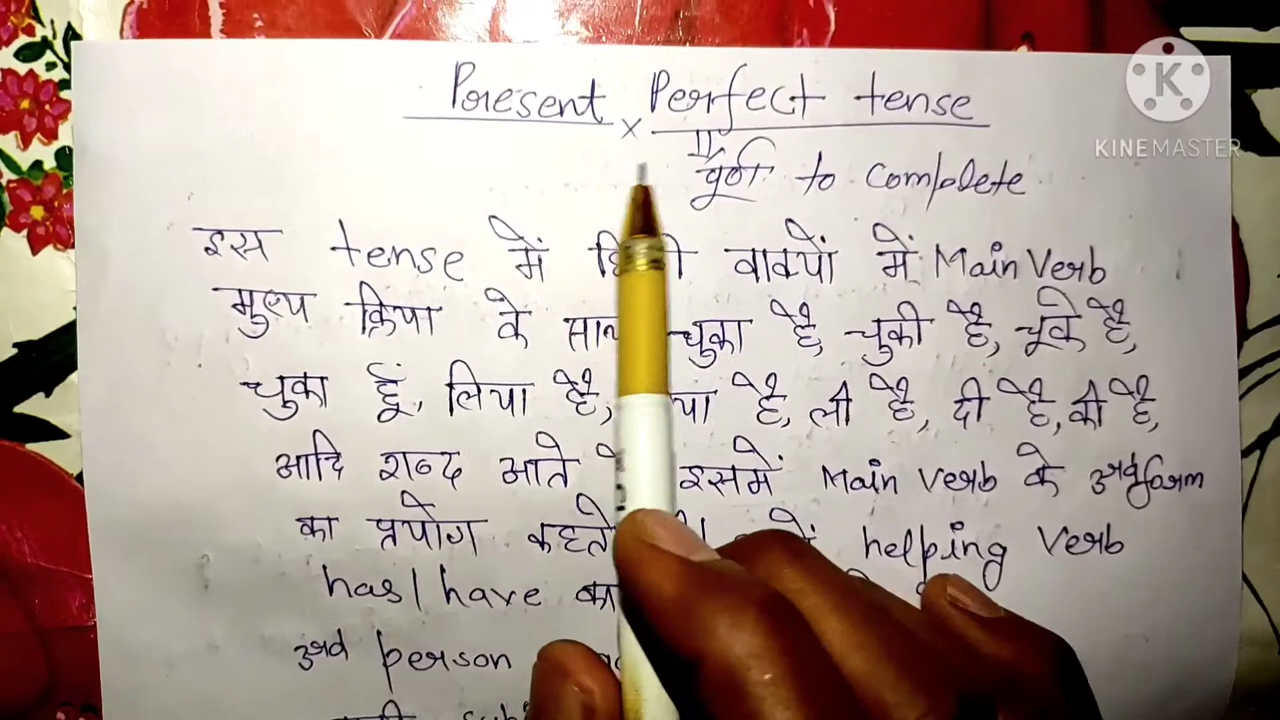 Present Perfect tense
पूर्ण to complete
इस tense में वाक्यों में Main Verb
मुख्य क्रिया के चुका है, चुकी है, चूके है,
चुका हूँ, लिया है, है, ली है, दी है, की है,
आदि शब्द आते इसमें Main verb के 3rd form
का प्रयोग कहते helping verb
has/have का
3rd person
KINEMASTER